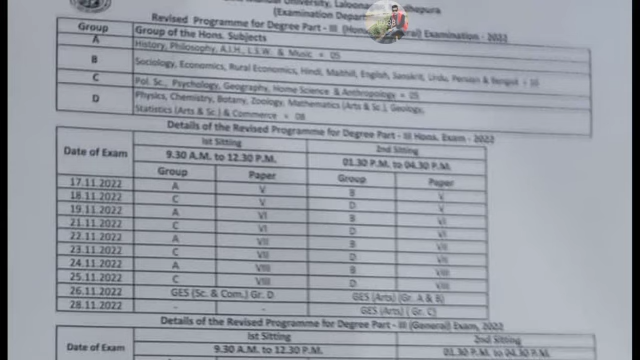 University, Laloona
(Examination Depar
Revised Programme for Degree Part - III (Hons. General) Examination - 2022
Group Group of the Hons. Subjects
A History, Philosophy, A.I.H., L.S.W. & Music = 05
B Sociology, Economics, Rural Economics, Hindi, Maithili, English, Sanskrit, Urdu, Persian & Bengali = 10
C Pol. Sc., Psychology, Geography, Home Science & Anthropology = 05
D Physics, Chemistry, Botany, Zoology, Mathematics (Arts & Sc.), Geology,
Statistics (Arts & Sc.) & Commerce = 08
Details of the Revised Programme for Degree Part - III Hons. Exam - 2022
Date of Exam Ist Sitting 2nd Sitting
9.30 A.M. to 12.30 P.M. 01.30 P.M. to 04.30 P.M.
Group Paper Group Paper
17.11.2022 A V B V
18.11.2022 C V D V
19.11.2022 A VI B VI
21.11.2022 C VI D VI
22.11.2022 A VII B VII
23.11.2022 C VII D VII
24.11.2022 A VIII B VIII
25.11.2022 C VIII D VIII
26.11.2022 GES (Sc. & Com.) Gr. D GES (Arts) (Gr. A & B)
28.11.2022 - - GES (Arts) ( Gr. C)
Details of the Revised Programme for Degree Part - III (General) Exam, 2022
Date of Exam Ist Sitting 2nd Sitting
9.30 A.M. to 12.30 P.M. 01.30 P.M. to 04.30 P.M.